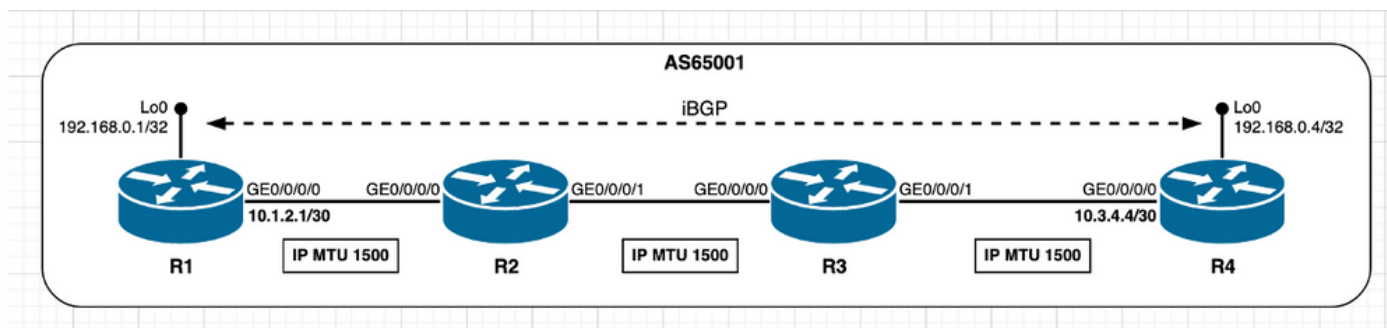 AS65001
Lo0
192.168.0.1/32
iBGP
Lo0
192.168.0.4/32
GE0/0/0/0
GE0/0/0/0
GE0/0/0/1
GE0/0/0/0
GE0/0/0/1
GE0/0/0/0
10.1.2.1/30
10.3.4.4/30
IP MTU 1500
IP MTU 1500
IP MTU 1500
R1
R2
R3
R4